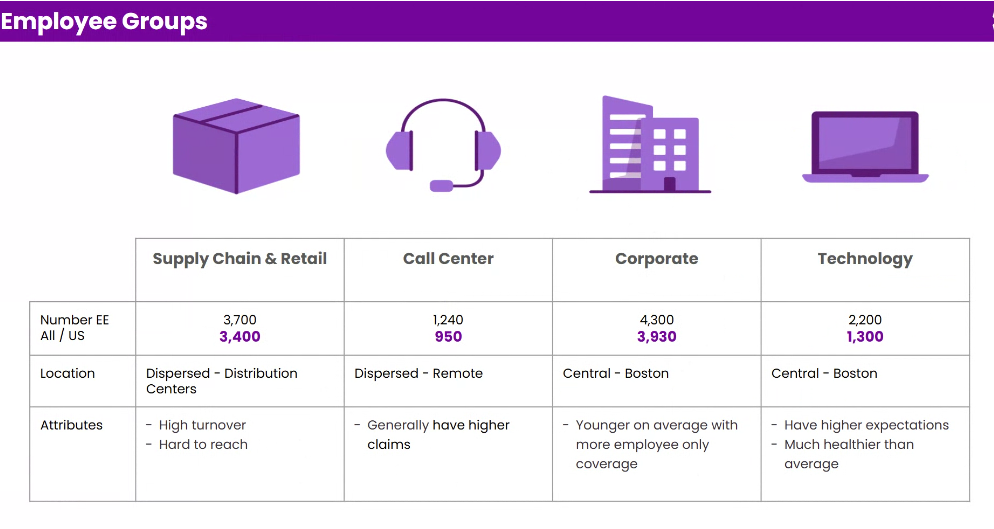 Employee Groups
Supply Chain & Retail
Call Center
Corporate
Technology
Number EE
All / US
3,700
3,400
1,240
950
4,300
3,930
2,200
1,300
Location
Dispersed - Distribution
Centers
Dispersed - Remote
Central - Boston
Central - Boston
Attributes
- High turnover
- Hard to reach
- Generally have higher
claims
- Younger on average with
more employee only
coverage
- Have higher expectations
- Much healthier than
average